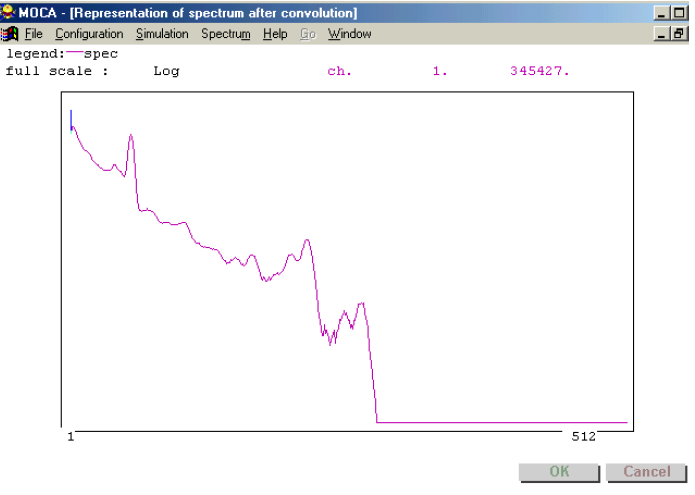 MOCA - [Representation of spectrum after convolution]
File Configuration Simulation Spectrum Help Go Window
legend: spec
full scale : Log ch. 1. 345427.
1 512
OK Cancel